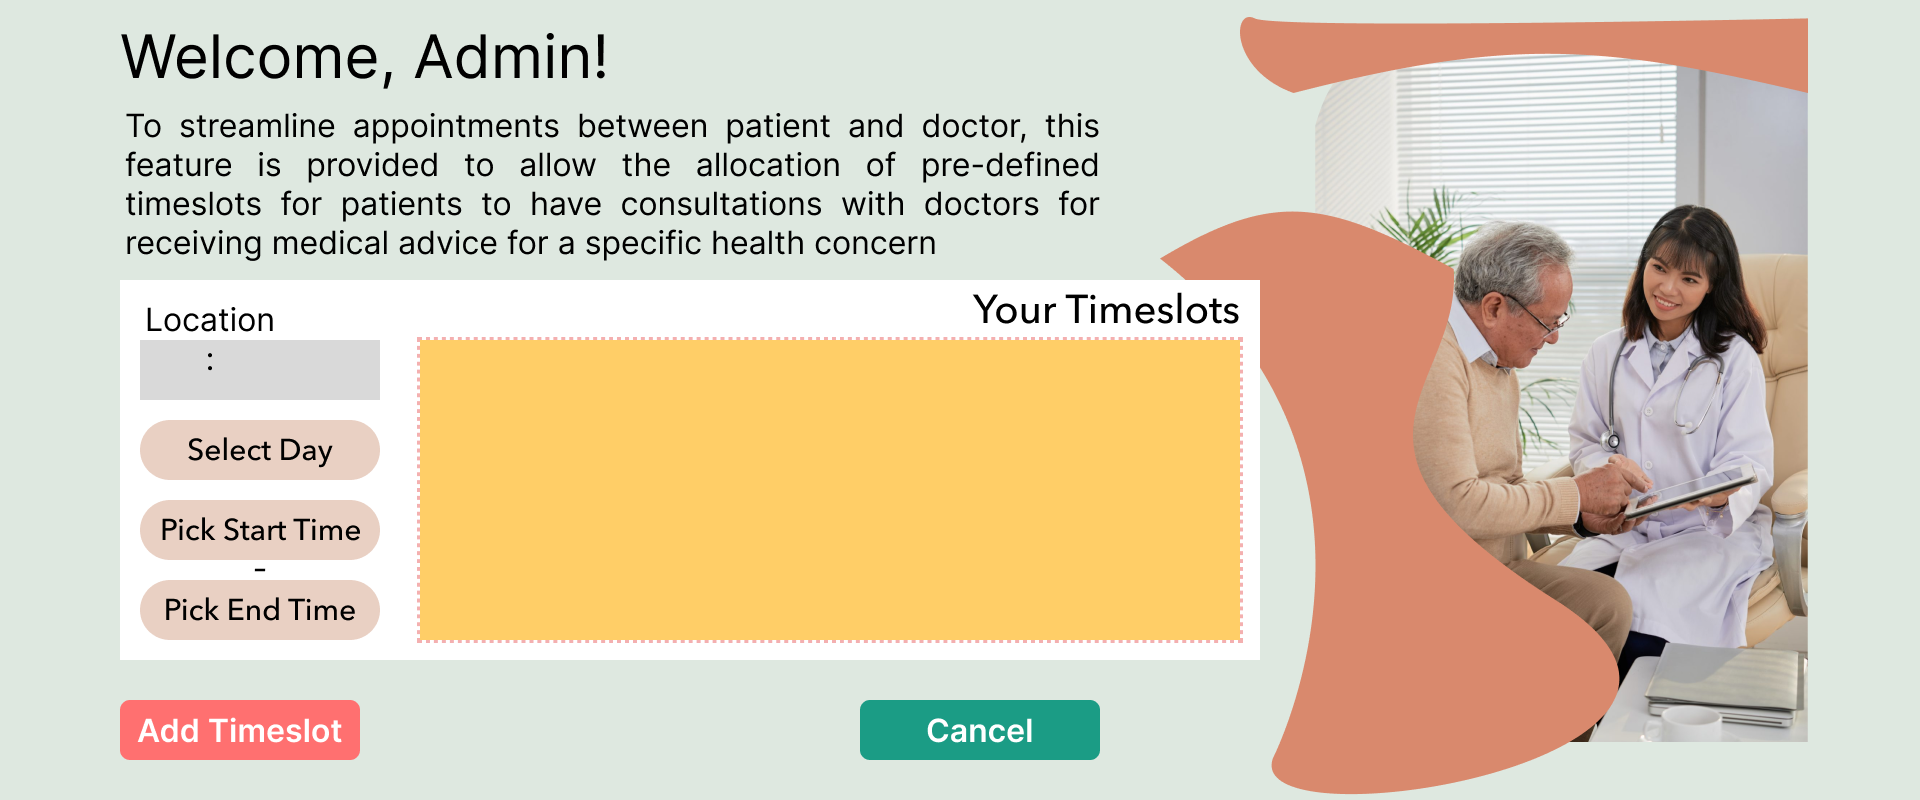 Welcome, Admin!
To streamline appointments between patient and doctor, this
feature is provided to allow the allocation of pre-defined
timeslots for patients to have consultations with doctors for
receiving medical advice for a specific health concern
Location
:
Your Timeslots
Select Day
Pick Start Time
-
Pick End Time
Add Timeslot
Cancel